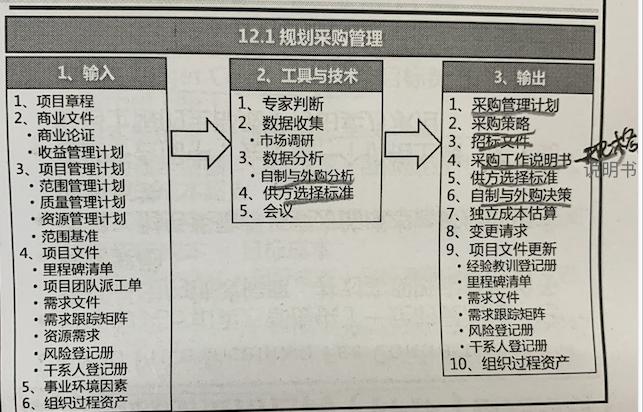 12.1 规划采购管理
1、输入
1、项目章程
2、商业文件
·商业论证
·收益管理计划
3、项目管理计划
·范围管理计划
·质量管理计划
·资源管理计划
·范围基准
4、项目文件
·里程碑清单
·项目团队派工单
·需求文件
·需求跟踪矩阵
·资源需求
·风险登记册
·干系人登记册
5、事业环境因素
6、组织过程资产
2、工具与技术
1、专家判断
2、数据收集
·市场调研
3、数据分析
·自制与外购分析
4、供方选择标准
5、会议
3、输出
1、采购管理计划
2、采购策略
3、招标文件
4、采购工作说明书
说明书
5、供方选择标准
6、自制与外购决策
7、独立成本估算
8、变更请求
9、项目文件更新
·经验教训登记册
·里程碑清单
·需求文件
·需求跟踪矩阵
·风险登记册
·干系人登记册
10、组织过程资产